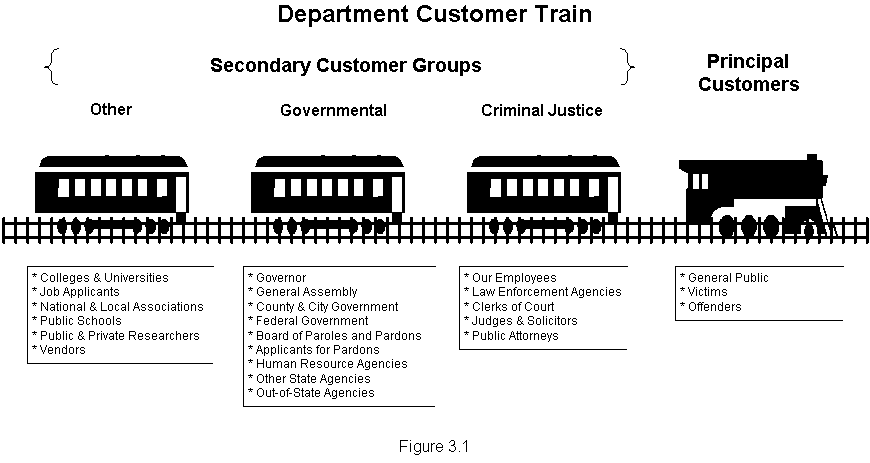 Department Customer Train
Secondary Customer Groups
Principal
Customers
Other
Governmental
Criminal Justice
* Colleges & Universities
* Job Applicants
* National & Local Associations
* Public Schools
* Public & Private Researchers
* Vendors
* Governor
* General Assembly
* County & City Government
* Federal Government
* Board of Paroles and Pardons
* Applicants for Pardons
* Human Resource Agencies
* Other State Agencies
* Out-of-State Agencies
* Our Employees
* Law Enforcement Agencies
* Clerks of Court
* Judges & Solicitors
* Public Attorneys
* General Public
* Victims
* Offenders
Figure 3.1